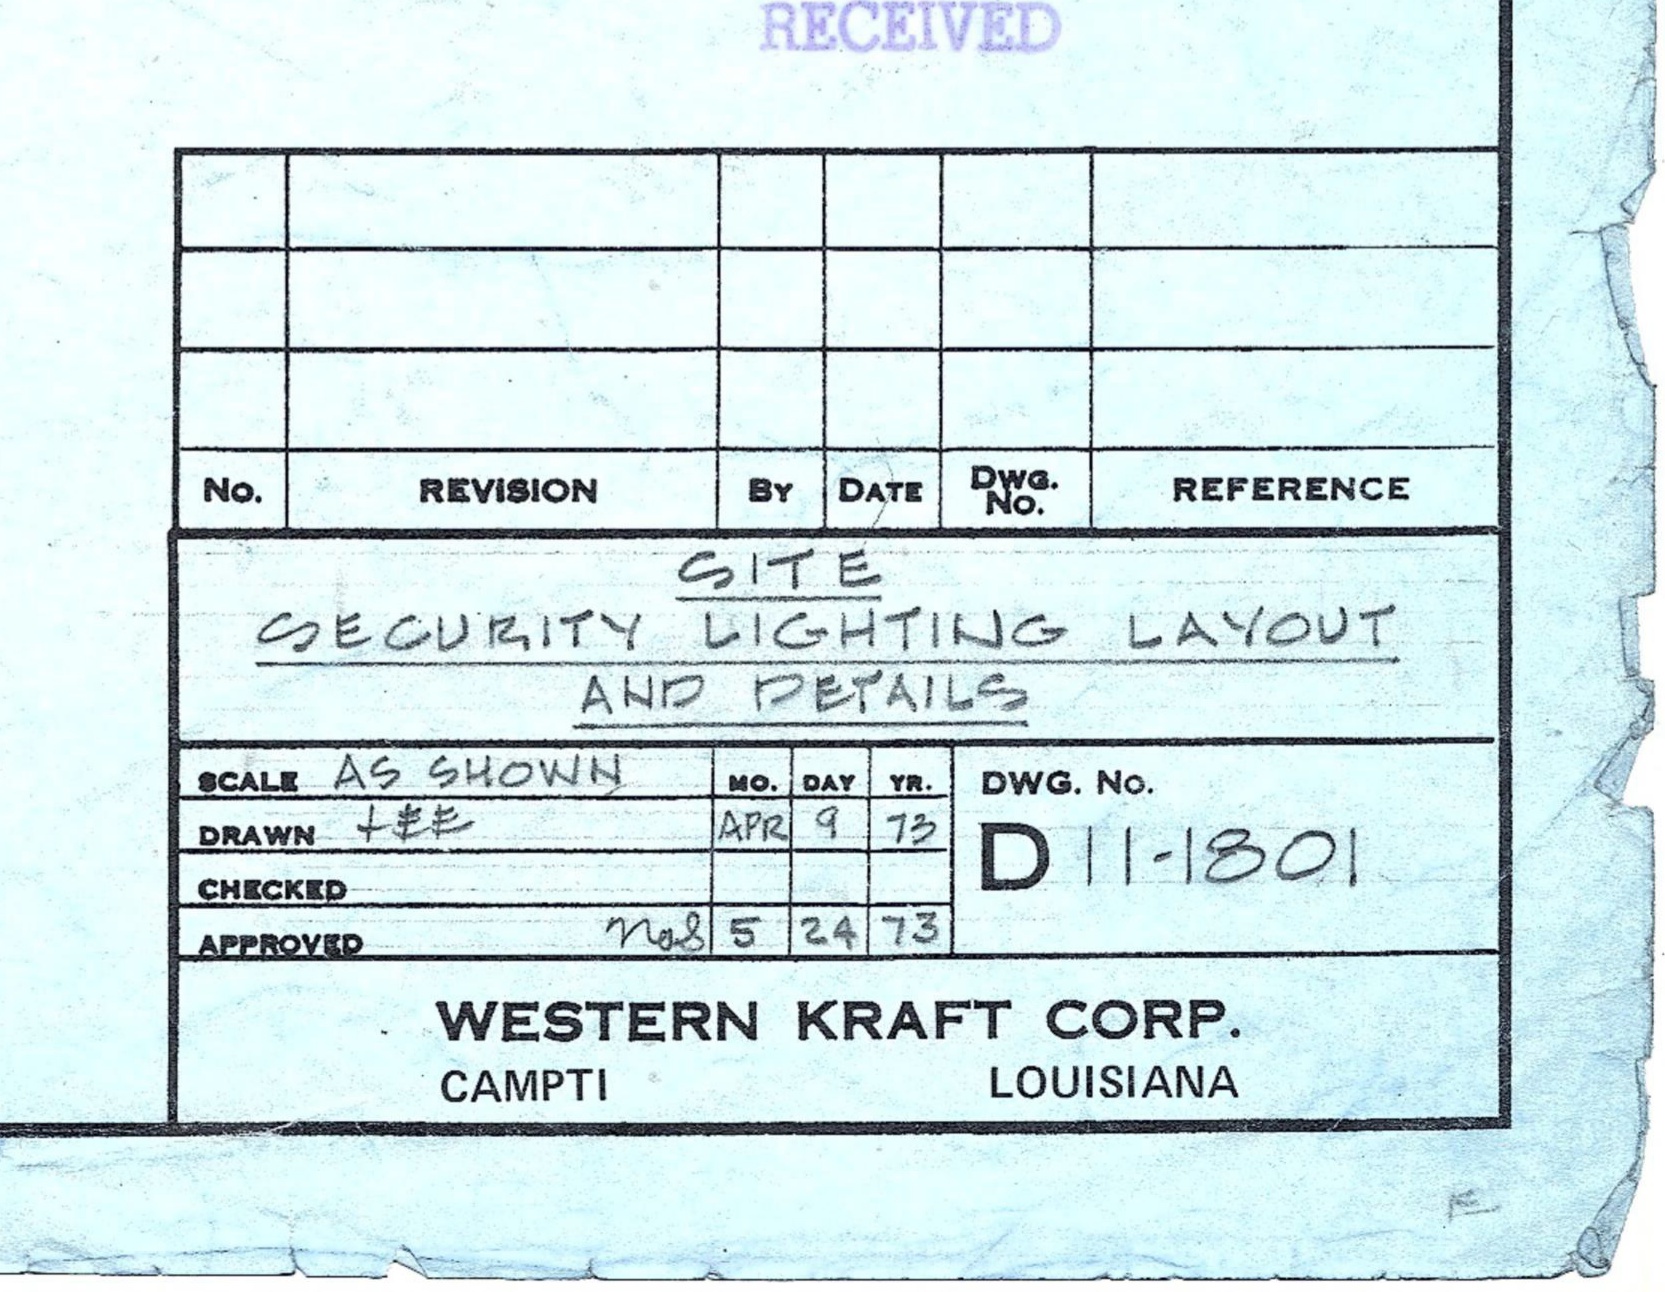 RECEIVED
No. REVISION BY DATE DWG. No. REFERENCE
SITE
SECURITY LIGHTING LAYOUT
AND DETAILS
SCALE AS SHOWN MO. DAY YR. DWG. No.
DRAWN APR 9 73 D 11-1801
CHECKED
APPROVED 5 24 73
WESTERN KRAFT CORP.
CAMPTI LOUISIANA